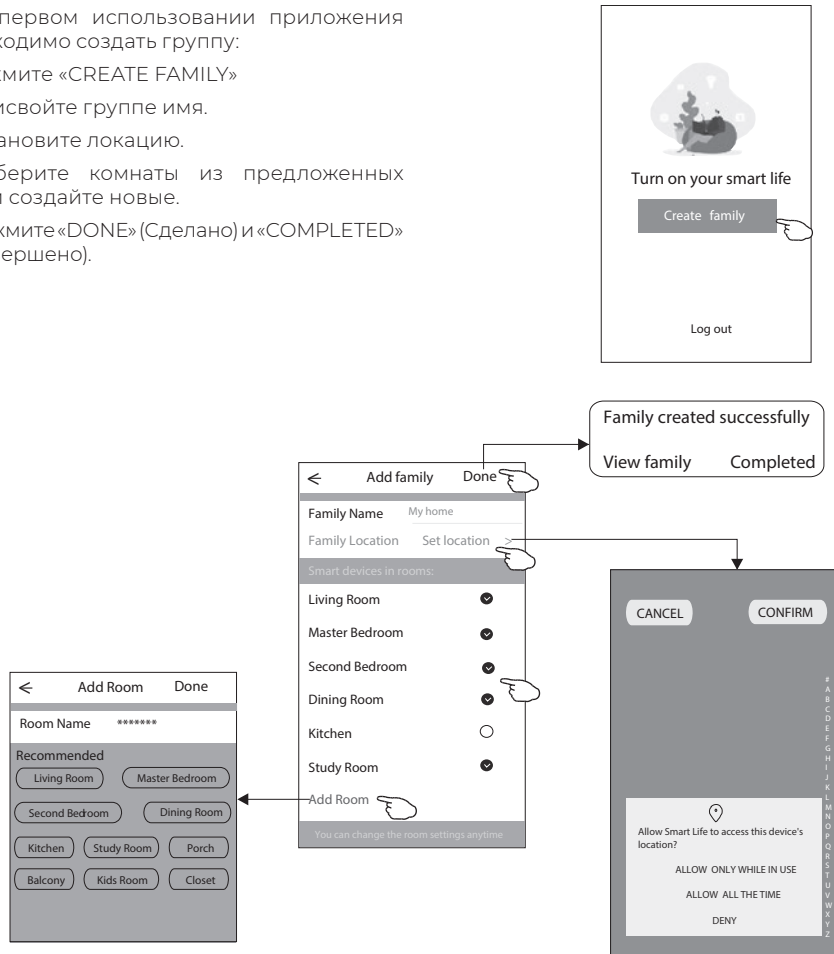 первом использовании приложения
ходимо создать группу:
мите «CREATE FAMILY»
свойте группе имя.
ановите локацию.
берите комнаты из предложенных
и создайте новые.
жмите «DONE» (Сделано) и «COMPLETED»
ершено).
Turn on your smart life
Create family
Log out
Family created successfully
View family Completed
Add family Done
Family Name My home
Family Location Set location >
Smart devices in rooms:
Living Room
Master Bedroom
Second Bedroom
Dining Room
Kitchen
Study Room
Add Room
You can change the room settings anytime
Add Room Done
Room Name *******
Recommended
Living Room Master Bedroom
Second Bedroom Dining Room
Kitchen Study Room Porch
Balcony Kids Room Closet
CANCEL CONFIRM
#
A
B
C
D
E
F
G
H
I
J
K
L
M
N
O
P
Q
R
S
T
U
V
W
X
Y
Z
Allow Smart Life to access this device's
location?
ALLOW ONLY WHILE IN USE
ALLOW ALL THE TIME
DENY